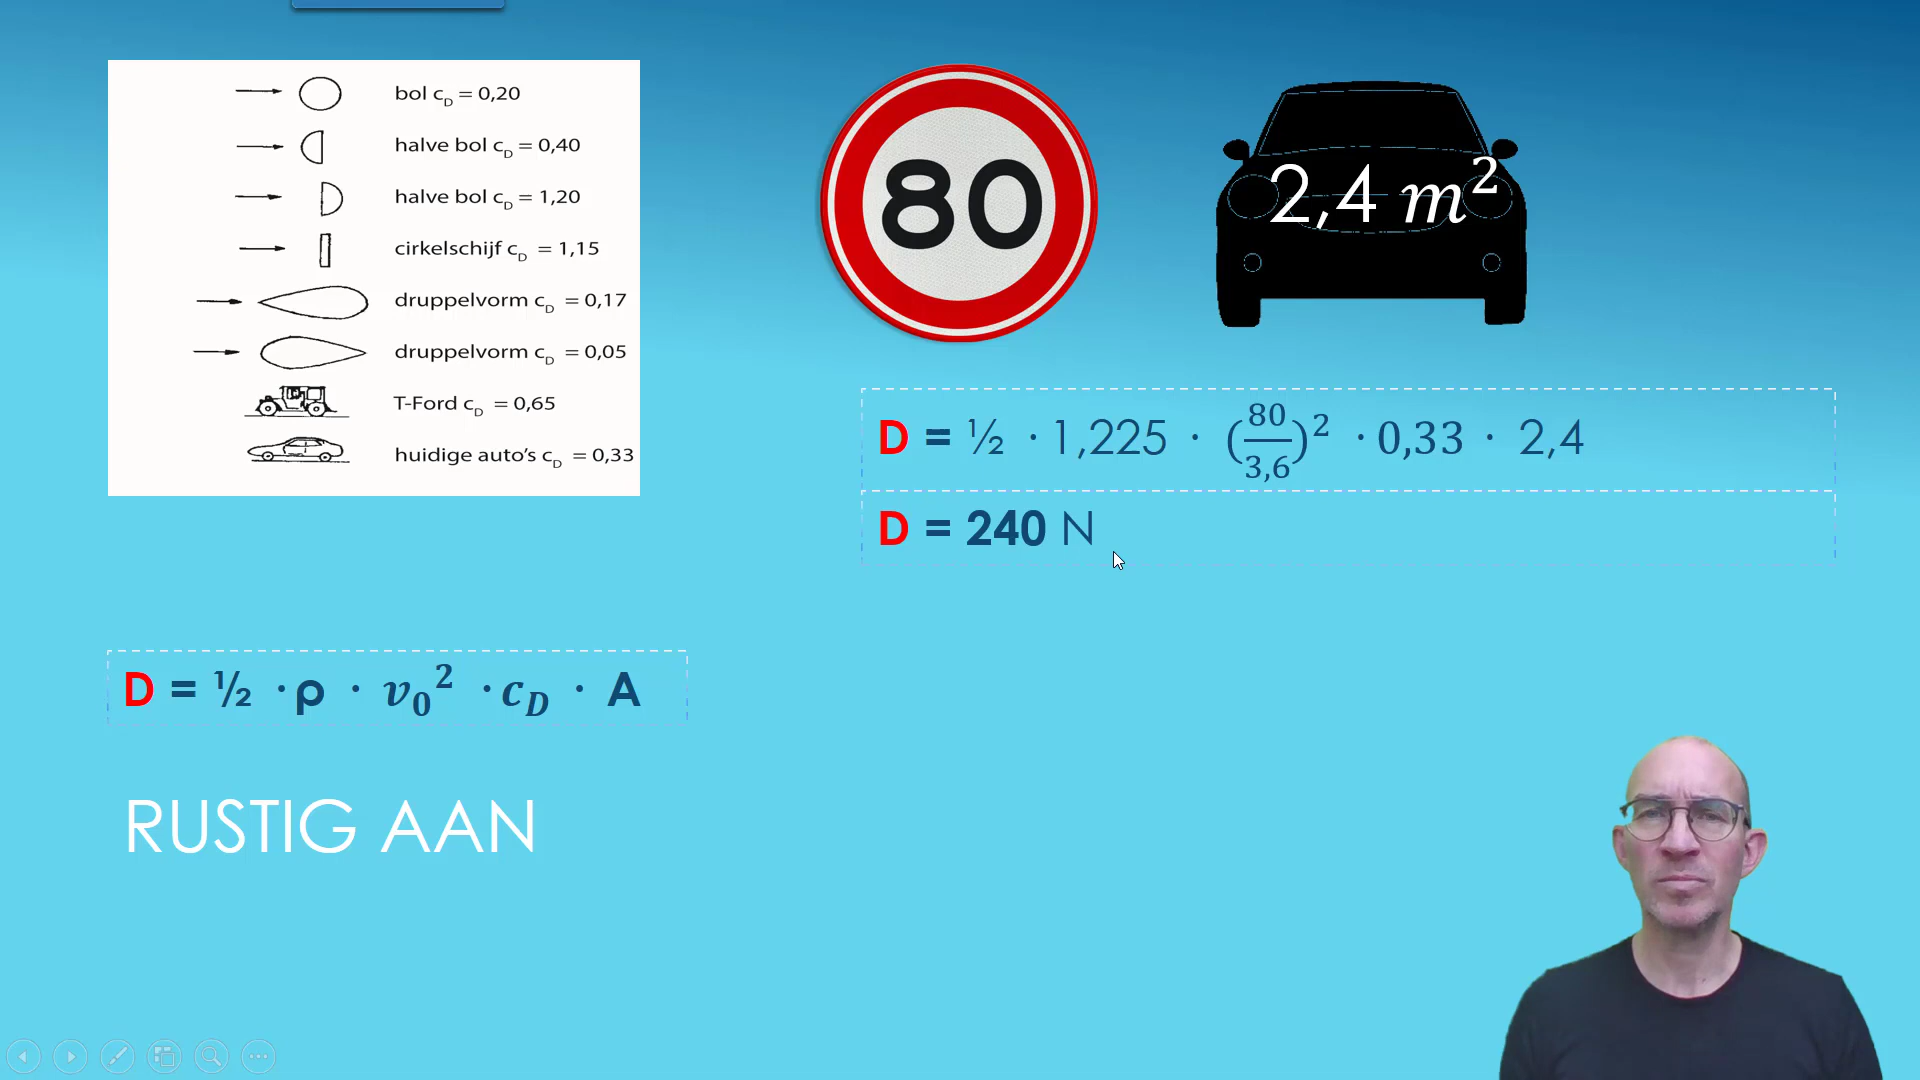 bol c_D = 0,20
halve bol c_D = 0,40
halve bol c_D = 1,20
cirkelschijf c_D = 1,15
druppelvorm c_D = 0,17
druppelvorm c_D = 0,05
T-Ford c_D = 0,65
huidige auto's c_D = 0,33
80
2,4 m²
D = ½ · 1,225 · (80/3,6)² · 0,33 · 2,4
D = 240 N
D = ½ · ρ · v₀² · c_D · A
RUSTIG AAN